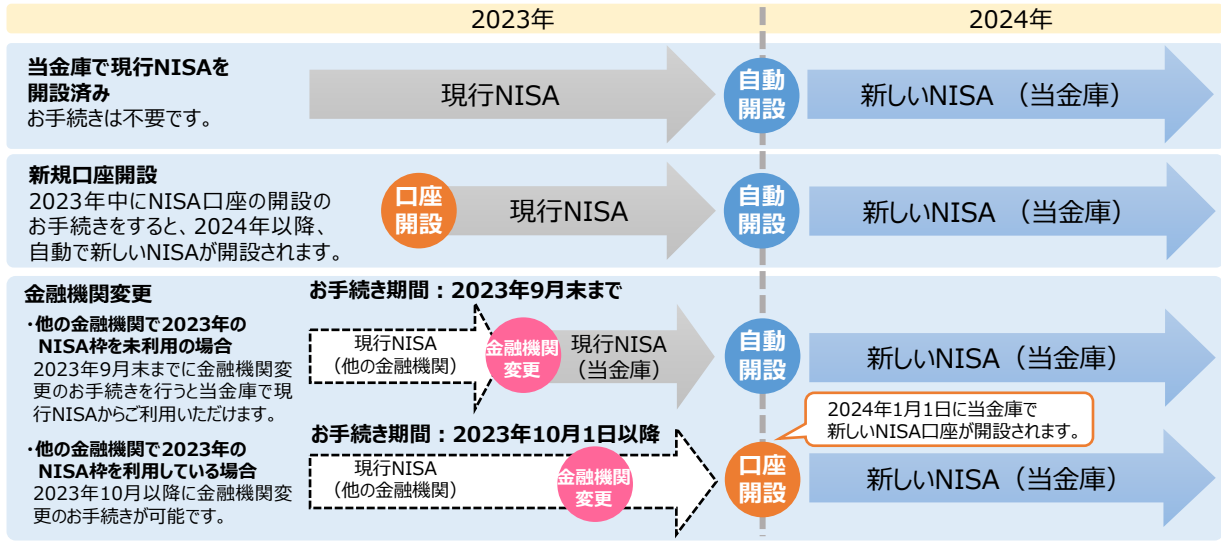 2023年
2024年
当金庫で現行NISAを
開設済み
お手続きは不要です。
現行NISA
自動
開設
新しいNISA （当金庫）
新規口座開設
2023年中にNISA口座の開設の
お手続きをすると、2024年以降、
自動で新しいNISAが開設されます。
口座
開設
現行NISA
自動
開設
新しいNISA （当金庫）
金融機関変更
・他の金融機関で2023年の
NISA枠を未利用の場合
2023年9月末までに金融機関変
更のお手続きを行うと当金庫で現
行NISAからご利用いただけます。
お手続き期間：2023年9月末まで
現行NISA
（他の金融機関）
金融機関
変更
現行NISA
（当金庫）
自動
開設
新しいNISA（当金庫）
・他の金融機関で2023年の
NISA枠を利用している場合
2023年10月以降に金融機関変
更のお手続きが可能です。
お手続き期間：2023年10月1日以降
現行NISA
（他の金融機関）
金融機関
変更
口座
開設
2024年1月1日に当金庫で
新しいNISA口座が開設されます。
新しいNISA（当金庫）